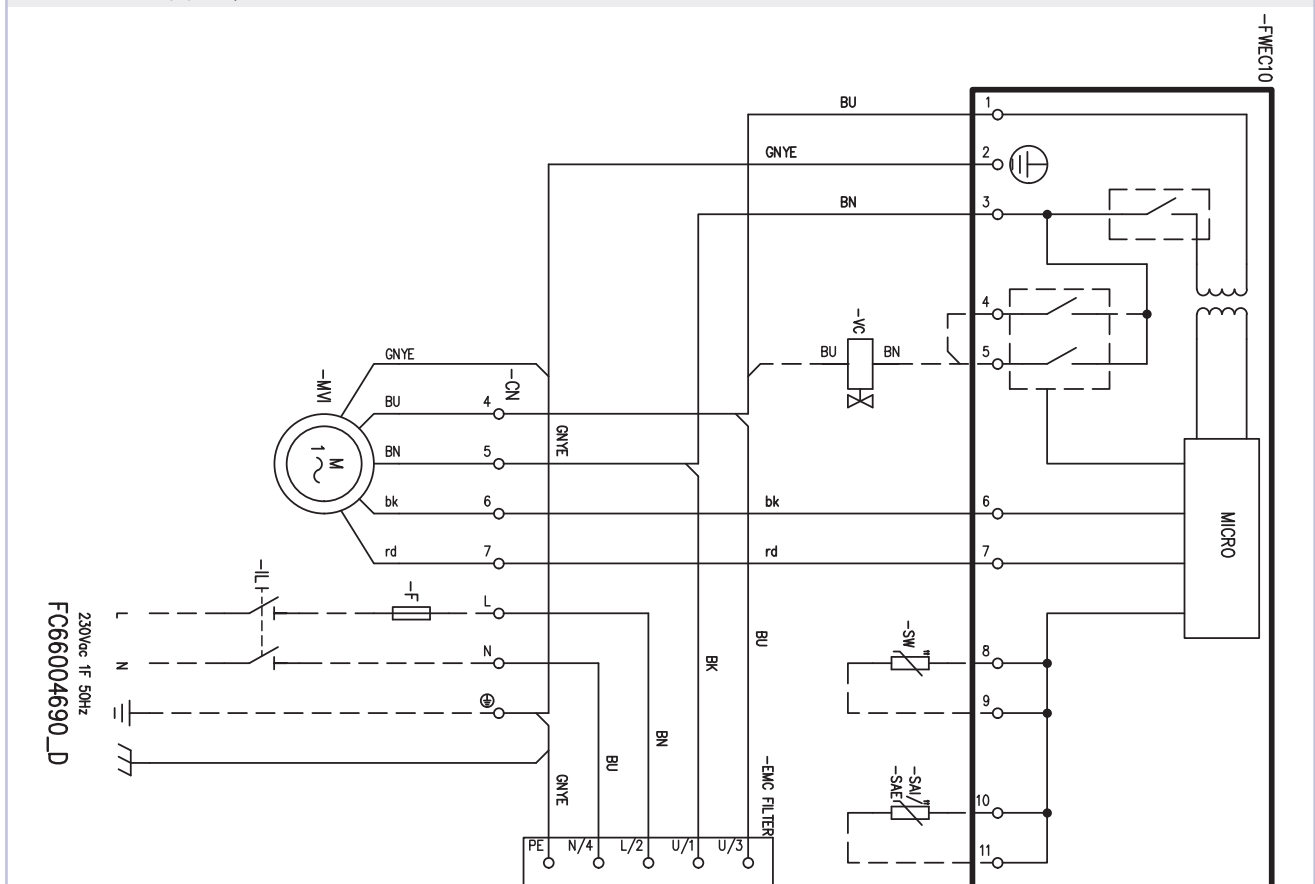 -FWEC10
BU
1
GNYE
2
BN
3
4
-VC
BU
BN
5
GNYE
-MVI
-CN
BU
4
GNYE
BN
5
M
1
bk
6
bk
6
MICRO
rd
7
rd
7
-IL
-F
L
L
230Vac 1F 50Hz
FC66004690_D
N
N
BU
BK
-SW
8
9
BN
BU
GNYE
-EMC FILTER
-SAI/
-SAE
10
11
PE
N/4
L/2
U/1
U/3